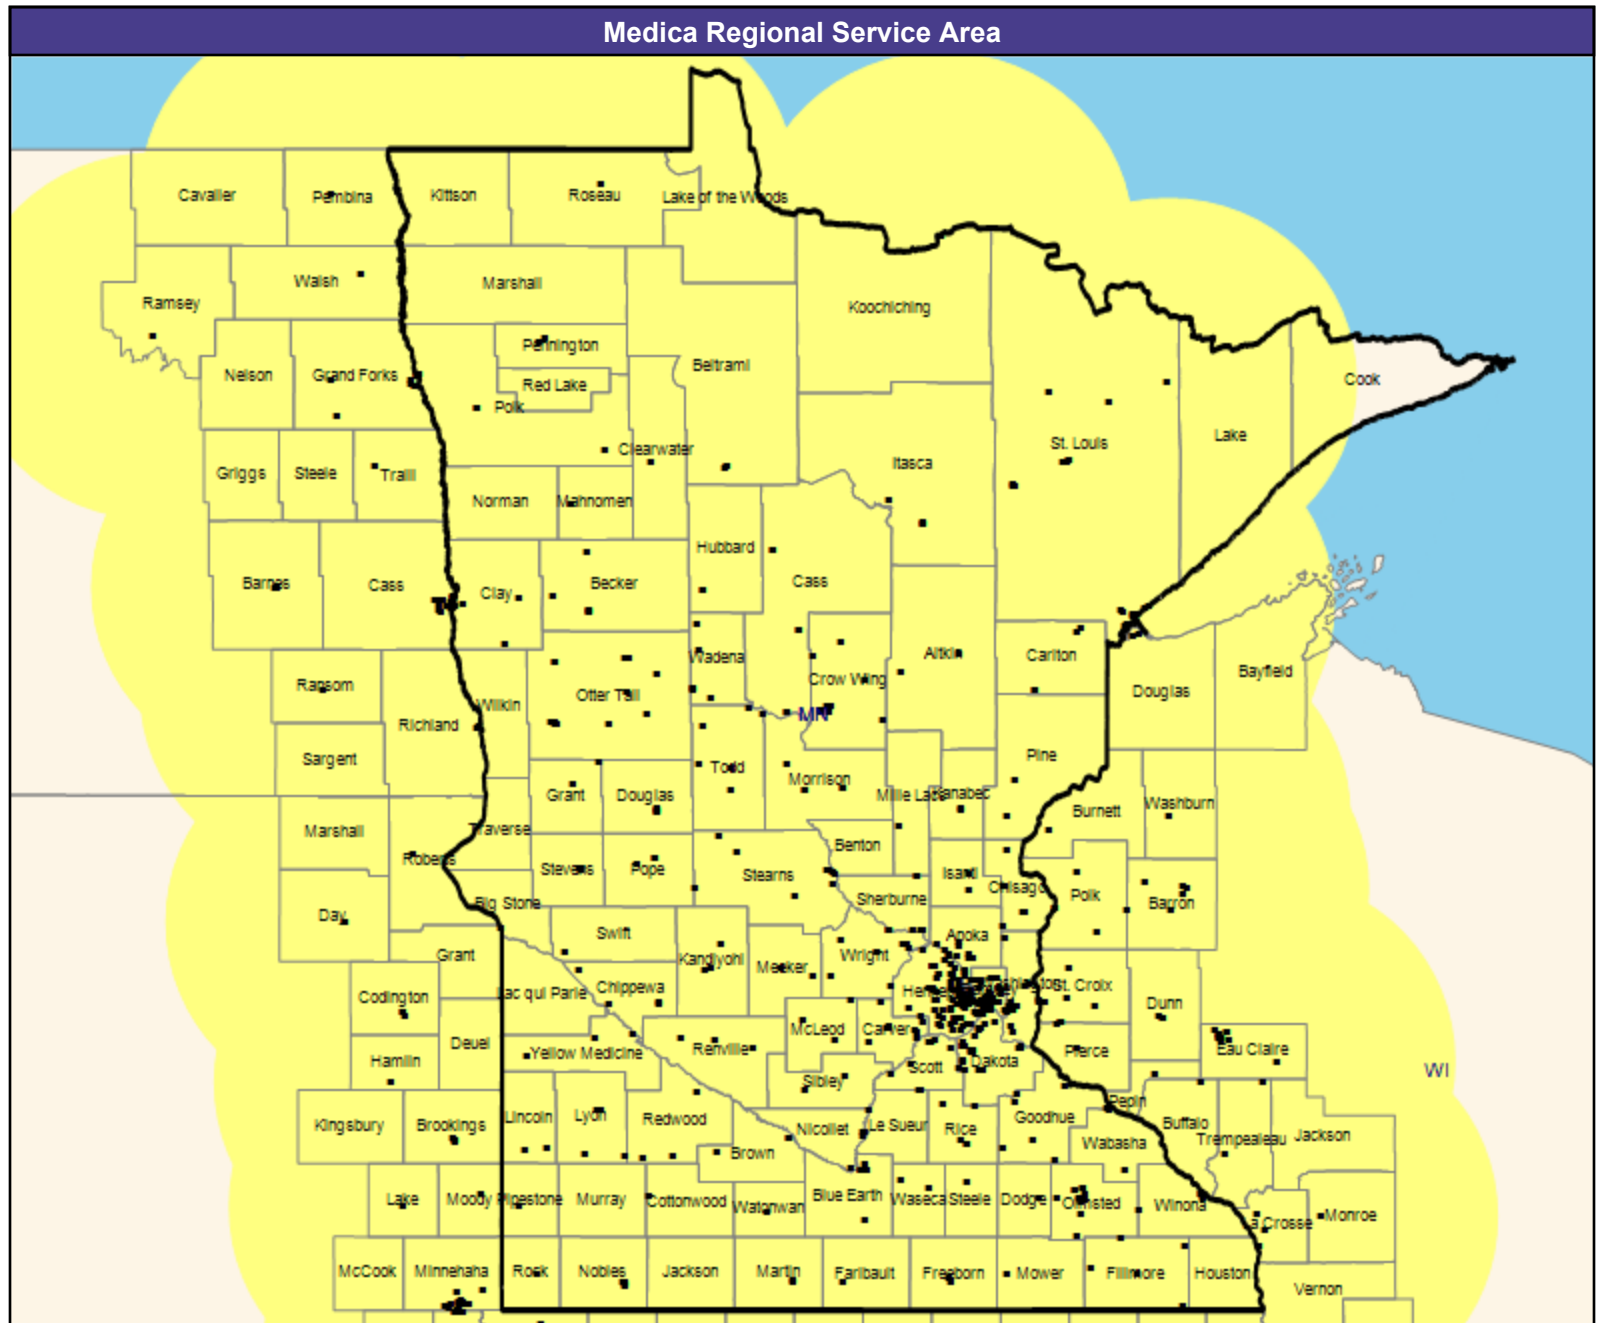 Medica Regional Service Area
Cavalier
Pembina
Kittson
Roseau
Lake of the Woods
Ramsey
Walsh
Marshall
Koochiching
Nelson
Grand Forks
Pennington
Red Lake
Polk
Beltrami
Cook
Griggs
Steele
Traill
Clearwater
Itasca
St. Louis
Lake
Norman
Mahnomen
Hubbard
Cass
Barnes
Cass
Clay
Becker
Wadena
Crow Wing
Aitkin
Carlton
Douglas
Bayfield
Ransom
Richland
Wilkin
Otter Tail
MN
Sargent
Grant
Douglas
Todd
Morrison
Mille Lacs
Kanabec
Pine
Burnett
Washburn
Marshall
Roberts
Traverse
Stevens
Pope
Stearns
Benton
Isanti
Chisago
Polk
Barron
Day
Big Stone
Sherburne
Grant
Swift
Kandiyohi
Meeker
Wright
Anoka
Codington
Lac qui Parle
Chippewa
St. Croix
Dunn
Hamlin
Deuel
Yellow Medicine
Renville
McLeod
Carver
Scott
Dakota
Pierce
Eau Claire
WI
Sibley
Kingsbury
Brookings
Lincoln
Lyon
Redwood
Brown
Nicollet
Le Sueur
Rice
Goodhue
Wabasha
Pepin
Buffalo
Trempealeau
Jackson
Lake
Moody
Pipestone
Murray
Cottonwood
Watonwan
Blue Earth
Waseca
Steele
Dodge
Olmsted
Winona
La Crosse
Monroe
McCook
Minnehaha
Rock
Nobles
Jackson
Martin
Faribault
Freeborn
Mower
Fillmore
Houston
Vernon